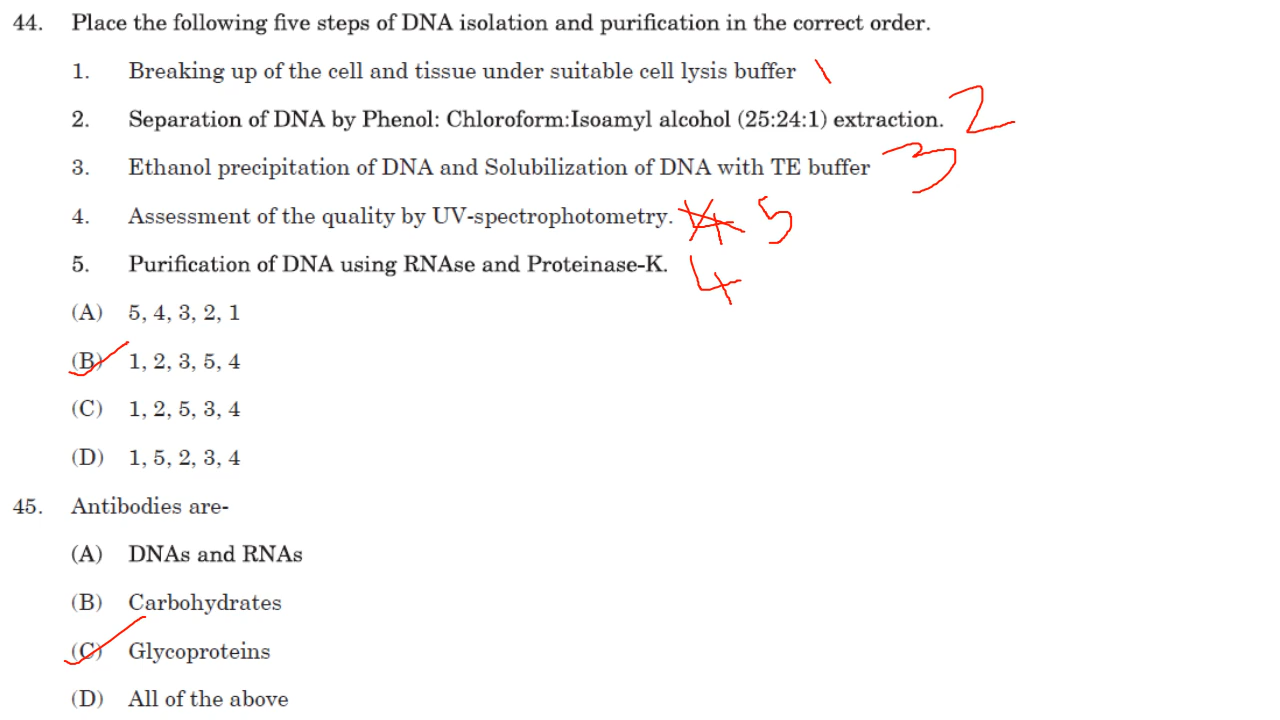 44. Place the following five steps of DNA isolation and purification in the correct order.
1. Breaking up of the cell and tissue under suitable cell lysis buffer 1
2. Separation of DNA by Phenol: Chloroform:Isoamyl alcohol (25:24:1) extraction. 2
3. Ethanol precipitation of DNA and Solubilization of DNA with TE buffer 3
4. Assessment of the quality by UV-spectrophotometry. 4 5
5. Purification of DNA using RNAse and Proteinase-K. 4
(A) 5, 4, 3, 2, 1
(B) 1, 2, 3, 5, 4
(C) 1, 2, 5, 3, 4
(D) 1, 5, 2, 3, 4
45. Antibodies are-
(A) DNAs and RNAs
(B) Carbohydrates
(C) Glycoproteins
(D) All of the above